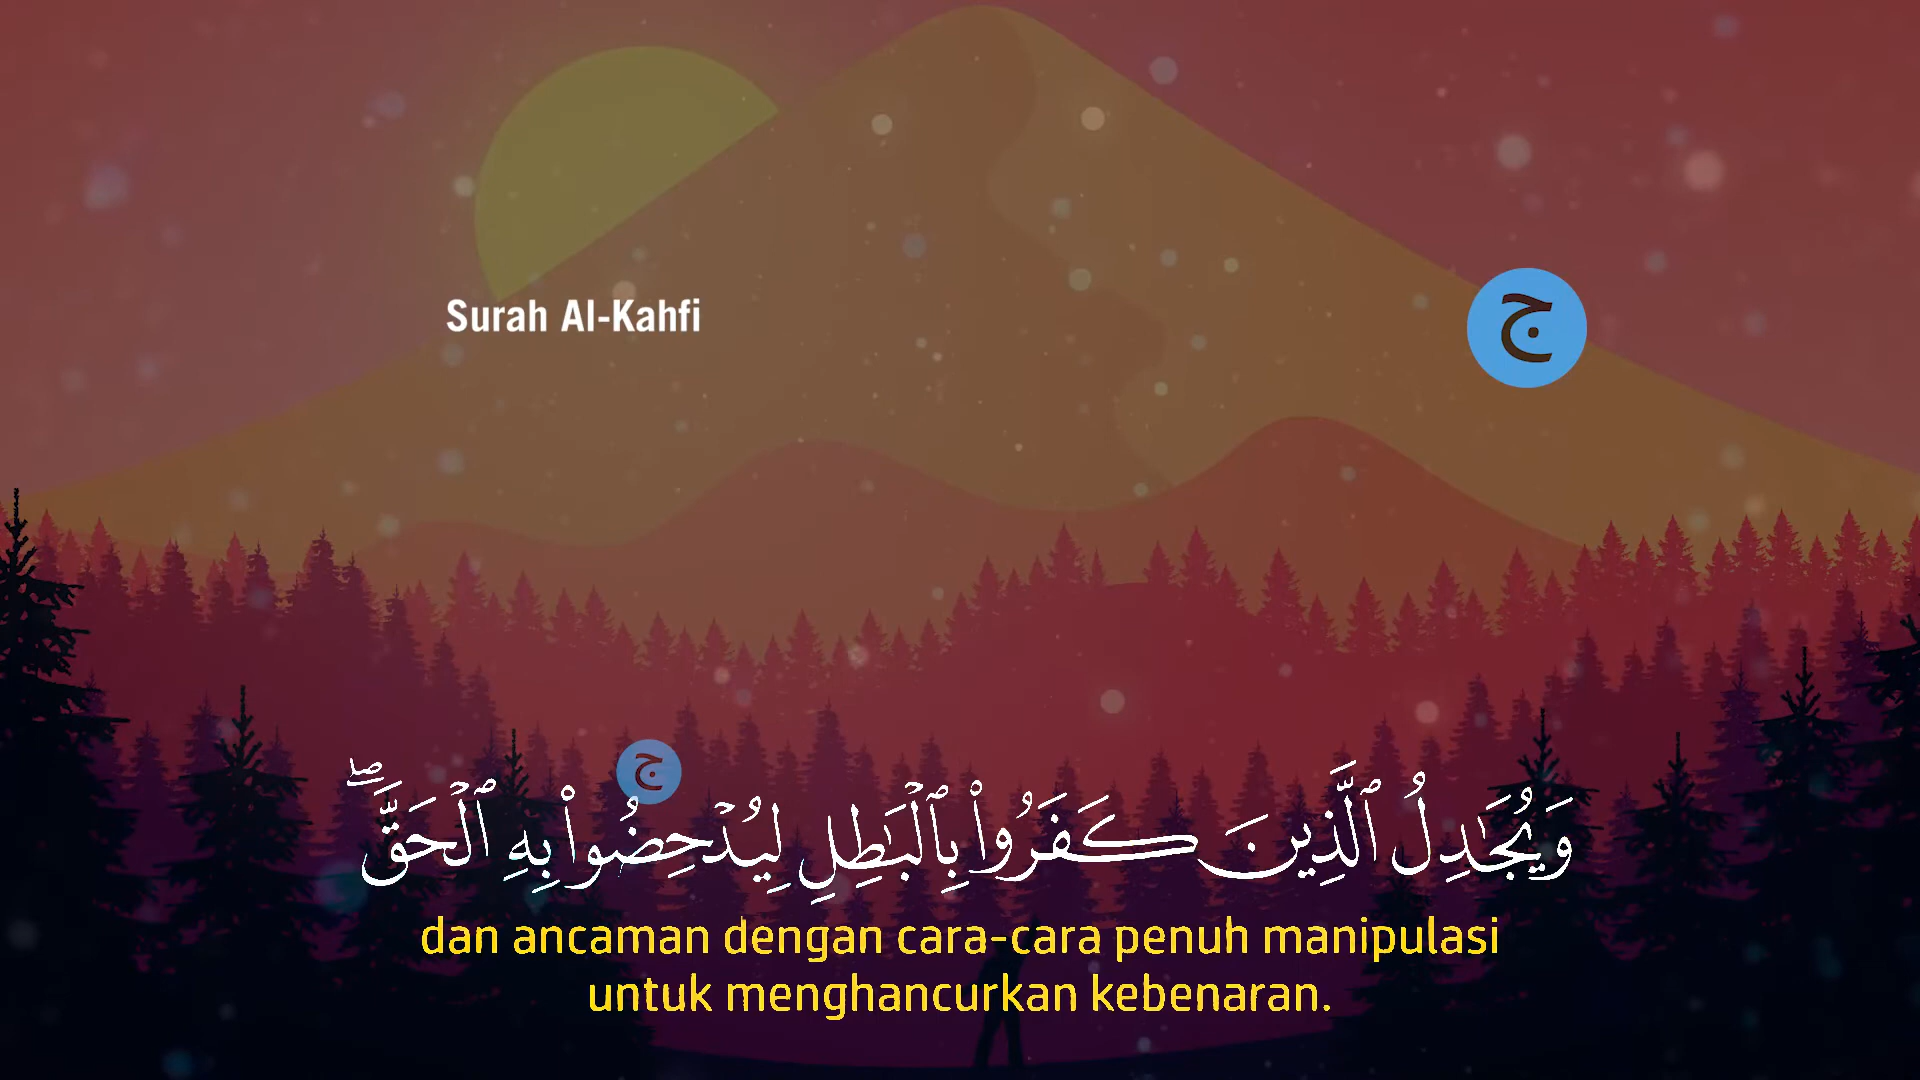 Surah Al-Kahfi
ج
ج
وَيُجَٰدِلُ ٱلَّذِينَ كَفَرُوا۟ بِٱلْبَٰطِلِ لِيُدْحِضُوا۟ بِهِ ٱلْحَقَّ ۖ
dan ancaman dengan cara-cara penuh manipulasi
untuk menghancurkan kebenaran.